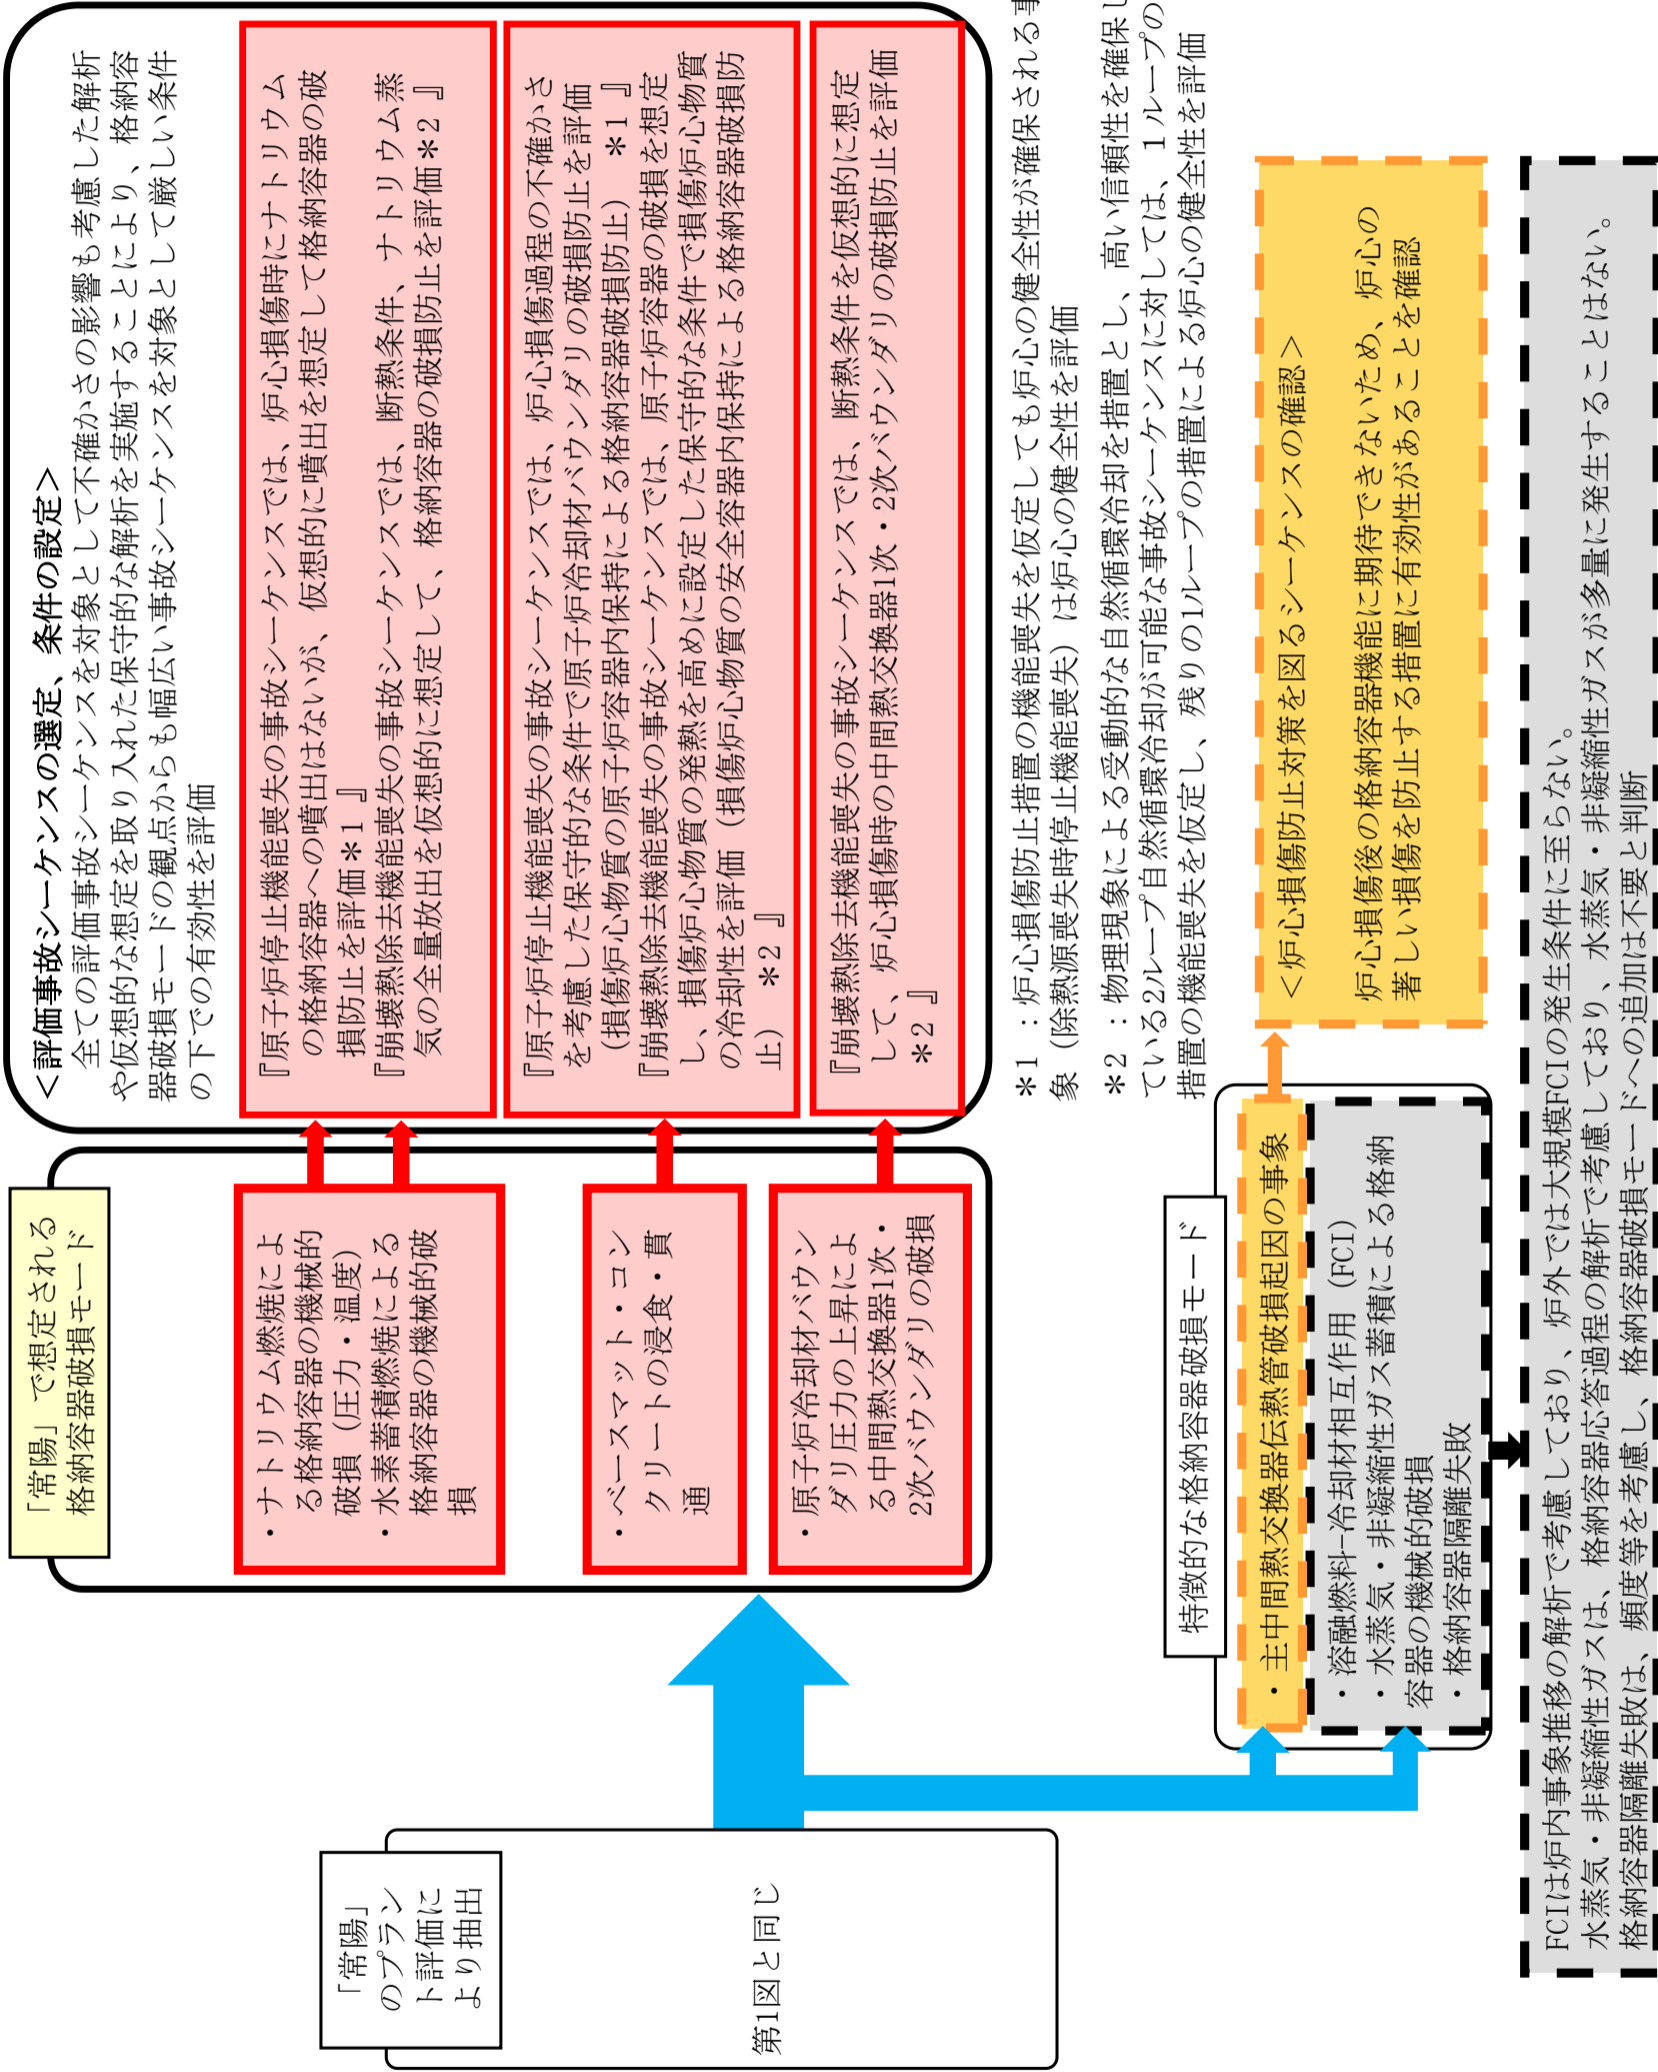 「常陽」
のプラン
ト評価に
より抽出
第1図と同じ
「常陽」で想定される
格納容器破損モード
・ナトリウム燃焼によ
る格納容器の機械的
破損（圧力・温度）
・水素蓄積燃焼による
格納容器の機械的破
損
・ベースマット・コン
クリートの浸食・貫
通
・原子炉冷却材バウン
ダリ圧力の上昇によ
る中間熱交換器1次・
2次バウンダリの破損
＜評価事故シーケンスの選定、条件の設定＞
全ての評価事故シーケンスを対象として不確かさの影響も考慮した解析
や仮想的な想定を取り入れた保守的な解析を実施することにより、格納容
器破損モードの観点からも幅広い事故シーケンスを対象として厳しい条件
の下での有効性を評価
『原子炉停止機能喪失の事故シーケンスでは、炉心損傷時にナトリウム
の格納容器への噴出はないが、仮想的に噴出を想定して格納容器の破
損防止を評価＊1 』
『崩壊熱除去機能喪失の事故シーケンスでは、断熱条件、ナトリウム蒸
気の全量放出を仮想的に想定して、格納容器の破損防止を評価＊2 』
『原子炉停止機能喪失の事故シーケンスでは、炉心損傷過程の不確かさ
を考慮した保守的な条件で原子炉冷却材バウンダリの破損防止を評価
（損傷炉心物質の原子炉容器内保持による格納容器破損防止）＊1 』
『崩壊熱除去機能喪失の事故シーケンスでは、原子炉容器の破損を想定
し、損傷炉心物質の発熱を高めに設定した保守的な条件で損傷炉心物質
の冷却性を評価（損傷炉心物質の安全容器内保持による格納容器破損防
止）＊2 』
『崩壊熱除去機能喪失の事故シーケンスでは、断熱条件を仮想的に想定
して、炉心損傷時の中間熱交換器1次・2次バウンダリの破損防止を評価
＊2 』
＊1 ：炉心損傷防止措置の機能喪失を仮定しても炉心の健全性が確保される事
象（除熱源喪失時停止機能喪失）は炉心の健全性を評価
＊2 ：物理現象による受動的な自然循環冷却を措置とし、高い信頼性を確保し
ている2ループ自然循環冷却が可能な事故シーケンスに対しては、1ループの
措置の機能喪失を仮定し、残りの1ループの措置による炉心の健全性を評価
特徴的な格納容器破損モード
・主中間熱交換器伝熱管破損起因の事象
・溶融燃料-冷却材相互作用（FCI）
・水蒸気・非凝縮性ガス蓄積による格納
容器の機械的破損
・格納容器隔離失敗
＜炉心損傷防止対策を図るシーケンスの確認＞
炉心損傷後の格納容器機能に期待できないため、炉心の
著しい損傷を防止する措置に有効性があることを確認
FCIは炉内事象推移の解析で考慮しており、炉外では大規模FCIの発生条件に至らない。
水蒸気・非凝縮性ガスは、格納容器応答過程の解析で考慮しており、水蒸気・非凝縮性ガスが多量に発生することはない。
格納容器隔離失敗は、頻度等を考慮し、格納容器破損モードへの追加は不要と判断